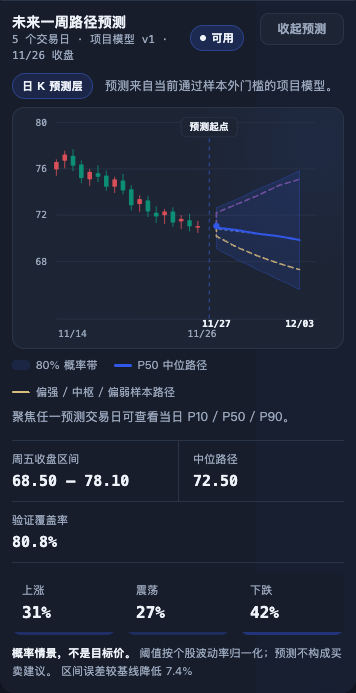 未来一周路径预测
5 个交易日 · 项目模型 v1 ·
11/26 收盘
可用
收起预测
日 K 预测层
预测来自当前通过样本外门槛的项目模型。
预测起点
80
76
72
68
11/14
11/26
11/27
12/03
80% 概率带
P50 中位路径
偏强 / 中枢 / 偏弱样本路径
聚焦任一预测交易日可查看当日 P10 / P50 / P90。
周五收盘区间
中位路径
68.50 — 78.10
72.50
验证覆盖率
80.8%
上涨
震荡
下跌
31%
27%
42%
概率情景，不是目标价。 阈值按个股波动率归一化；预测不构成买
卖建议。 区间误差较基线降低 7.4%